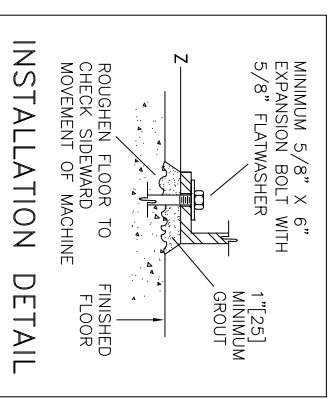 MINIMUM 5/8" X 6"
EXPANSION BOLT WITH
5/8" FLATWASHER
1"[25]
MINIMUM
GROUT
Z
ROUGHEN FLOOR TO
CHECK SIDEWARD
MOVEMENT OF MACHINE
FINISHED
FLOOR
INSTALLATION DETAIL